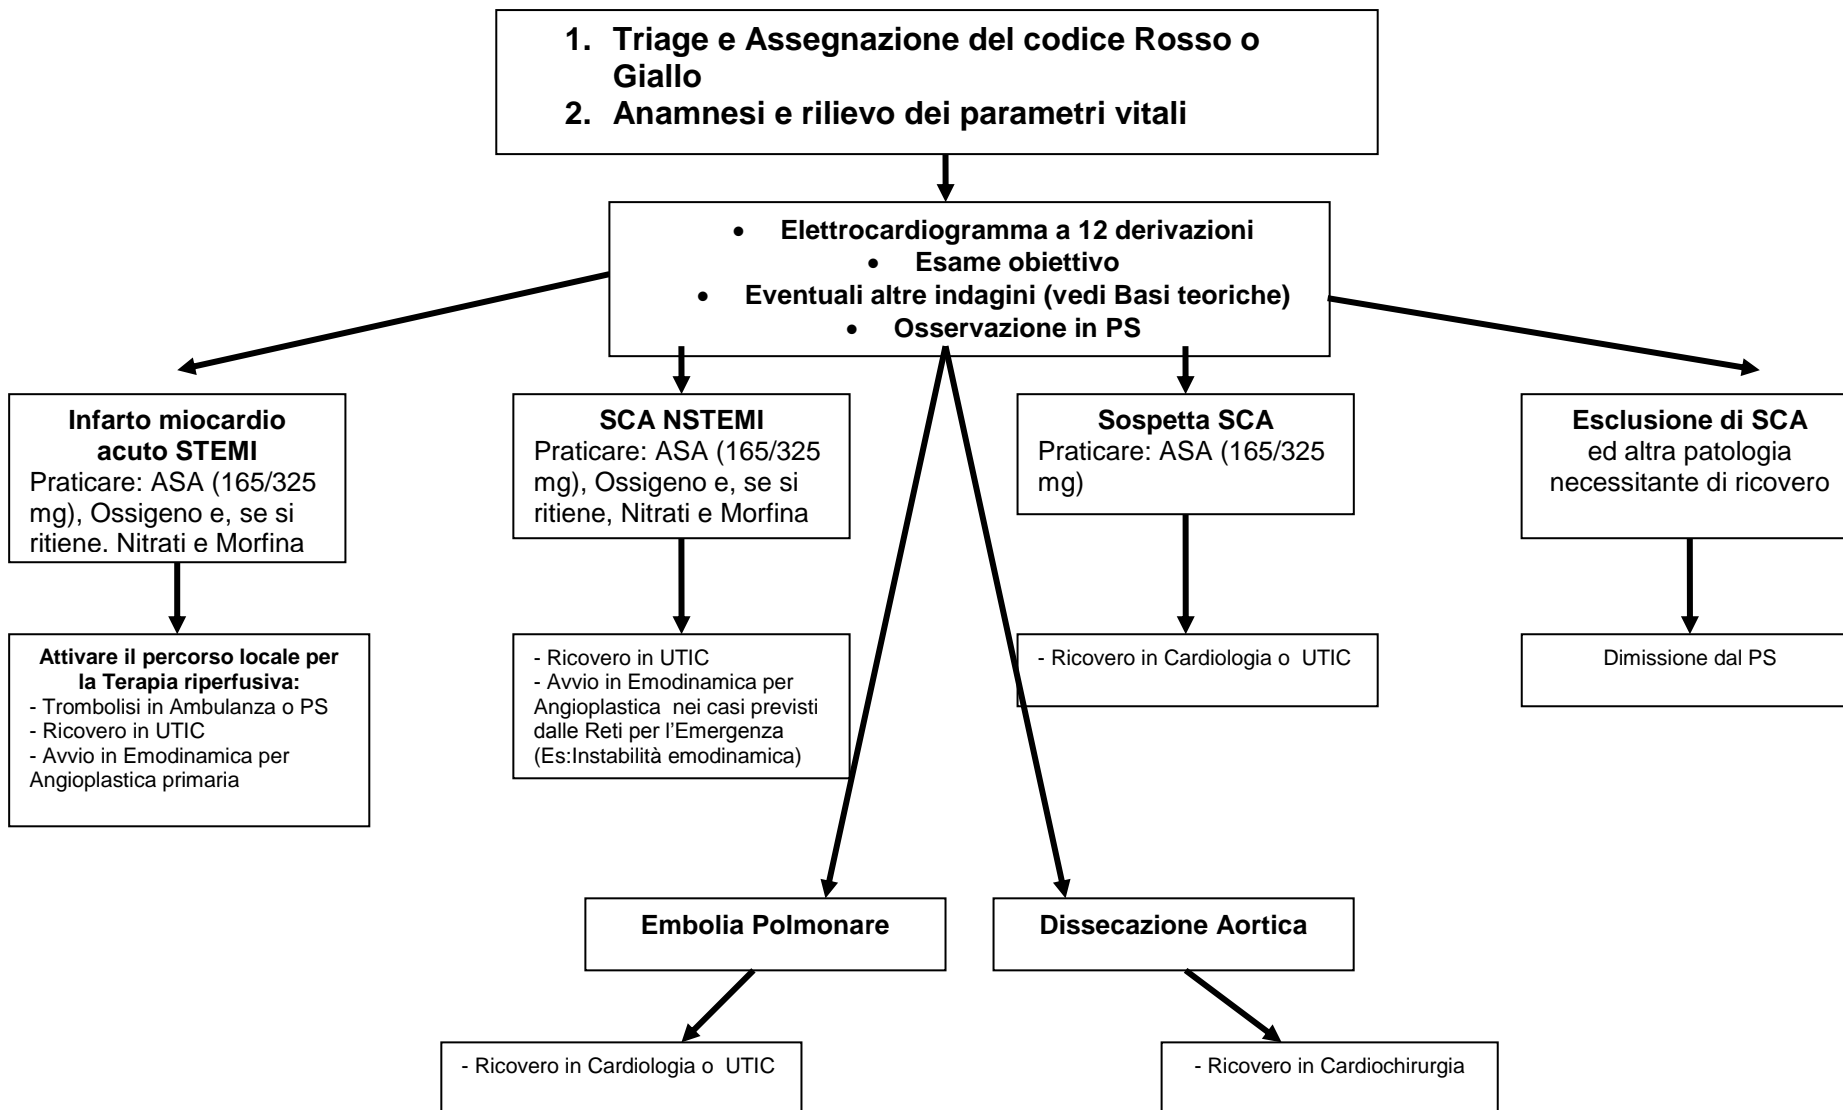 1. Triage e Assegnazione del codice Rosso o
Giallo
2. Anamnesi e rilievo dei parametri vitali
• Elettrocardiogramma a 12 derivazioni
• Esame obiettivo
• Eventuali altre indagini (vedi Basi teoriche)
• Osservazione in PS
Infarto miocardio
acuto STEMI
Praticare: ASA (165/325
mg), Ossigeno e, se si
ritiene. Nitrati e Morfina
SCA NSTEMI
Praticare: ASA (165/325
mg), Ossigeno e, se si
ritiene, Nitrati e Morfina
Sospetta SCA
Praticare: ASA (165/325
mg)
Esclusione di SCA
ed altra patologia
necessitante di ricovero
Attivare il percorso locale per
la Terapia riperfusiva:
- Trombolisi in Ambulanza o PS
- Ricovero in UTIC
- Avvio in Emodinamica per
Angioplastica primaria
- Ricovero in UTIC
- Avvio in Emodinamica per
Angioplastica nei casi previsti
dalle Reti per l'Emergenza
(Es:Instabilità emodinamica)
- Ricovero in Cardiologia o UTIC
Dimissione dal PS
Embolia Polmonare
Dissecazione Aortica
- Ricovero in Cardiologia o UTIC
- Ricovero in Cardiochirurgia